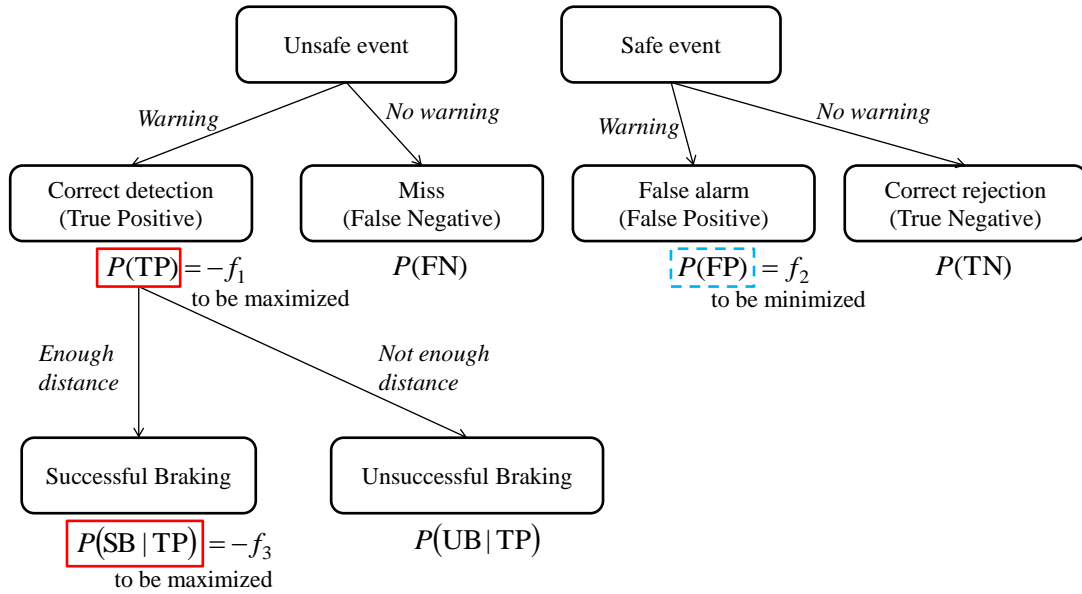 Unsafe event
Safe event
Warning
No warning
Warning
No warning
Correct detection
(True Positive)
Miss
(False Negative)
False alarm
(False Positive)
Correct rejection
(True Negative)
P(TP) = −f₁
to be maximized
P(FN)
P(FP) = f₂
to be minimized
P(TN)
Enough
distance
Not enough
distance
Successful Braking
Unsuccessful Braking
P(SB | TP) = −f₃
to be maximized
P(UB | TP)